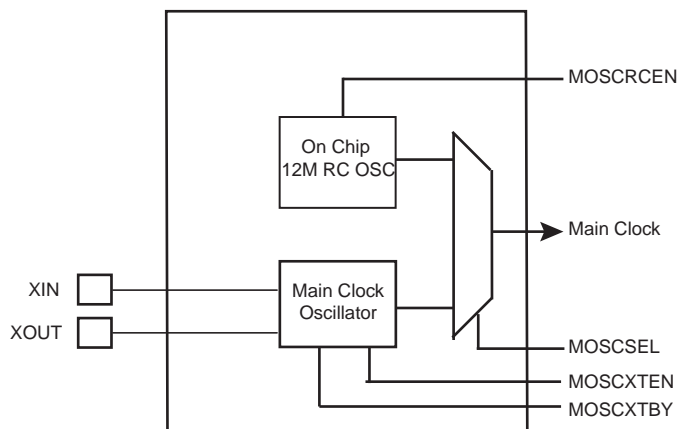 MOSCRCEN
On Chip
12M RC OSC
Main Clock
XIN
Main Clock
Oscillator
XOUT
MOSCSEL
MOSCXTEN
MOSCXTBY